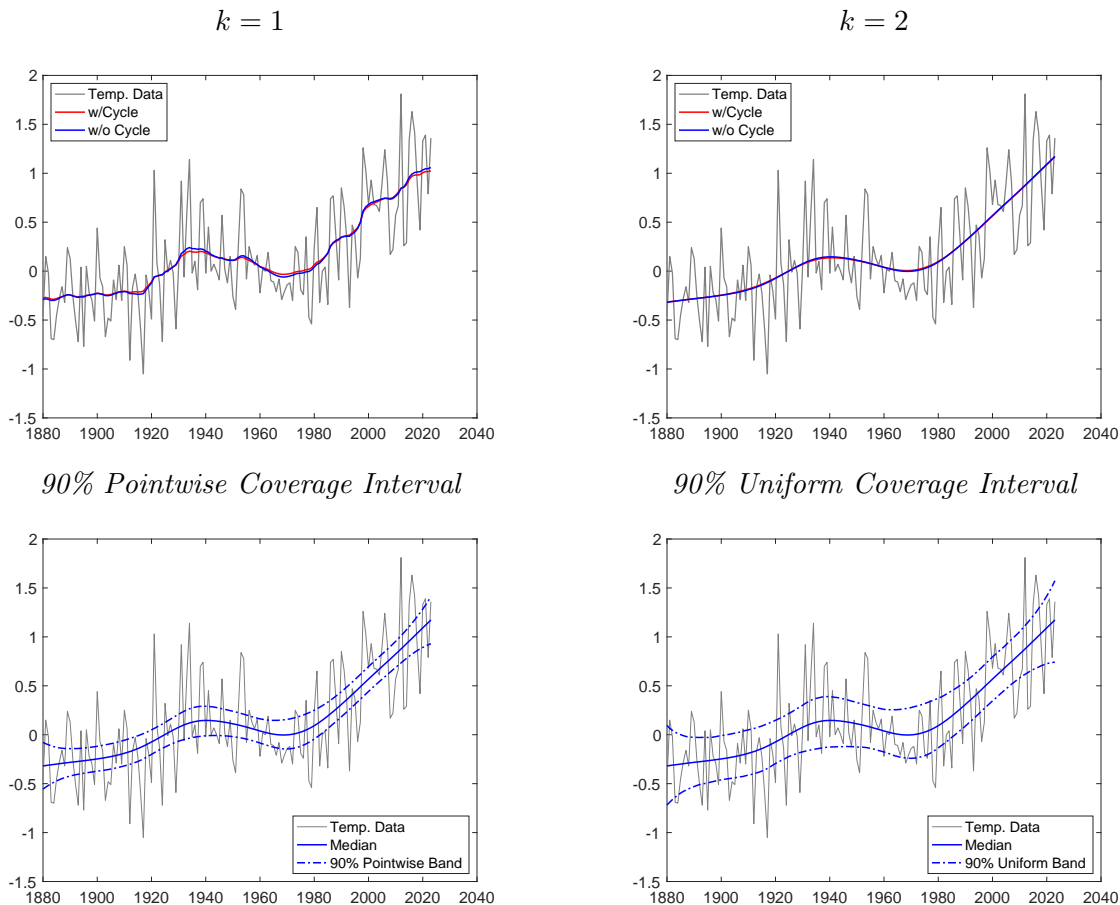 k = 1
k = 2
2
1.5
1
0.5
0
-0.5
-1
-1.5
1880 1900 1920 1940 1960 1980 2000 2020 2040
Temp. Data
w/Cycle
w/o Cycle
2
1.5
1
0.5
0
-0.5
-1
-1.5
1880 1900 1920 1940 1960 1980 2000 2020 2040
Temp. Data
w/Cycle
w/o Cycle
90% Pointwise Coverage Interval
90% Uniform Coverage Interval
2
1.5
1
0.5
0
-0.5
-1
-1.5
1880 1900 1920 1940 1960 1980 2000 2020 2040
Temp. Data
Median
90% Pointwise Band
2
1.5
1
0.5
0
-0.5
-1
-1.5
1880 1900 1920 1940 1960 1980 2000 2020 2040
Temp. Data
Median
90% Uniform Band